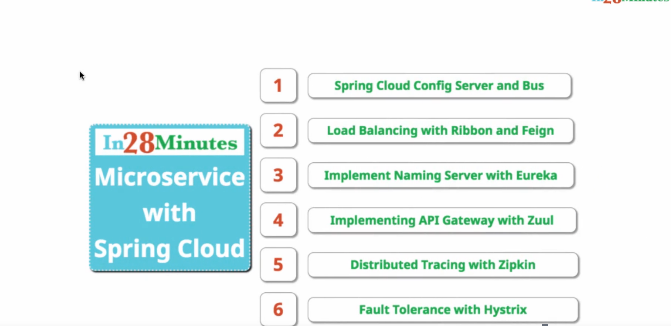 In28Minutes
Microservice
with
Spring Cloud
1
Spring Cloud Config Server and Bus
2
Load Balancing with Ribbon and Feign
3
Implement Naming Server with Eureka
4
Implementing API Gateway with Zuul
5
Distributed Tracing with Zipkin
6
Fault Tolerance with Hystrix